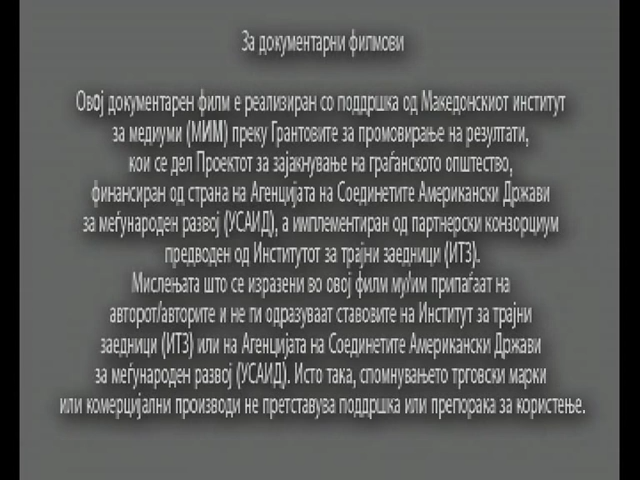 За документарни филмови
Овој документарен филм е реализиран со поддршка од Македонскиот институт
за медиуми (МИМ) преку Грантовите за промовирање на резултати,
кои се дел Проектот за зајакнување на граѓанското општество,
финансиран од страна на Агенцијата на Соединетите Американски Држави
за меѓународен развој (УСАИД), а имплементиран од партнерски конзорциум
предводен од Институтот за трајни заедници (ИТЗ).
Мислењата што се изразени во овој филм му/им припаѓаат на
авторот/авторите и не ги одразуваат ставовите на Институт за трајни
заедници (ИТЗ) или на Агенцијата на Соединетите Американски Држави
за меѓународен развој (УСАИД). Исто така, спомнувањето трговски марки
или комерцијални производи не претставува поддршка или препорака за користење.